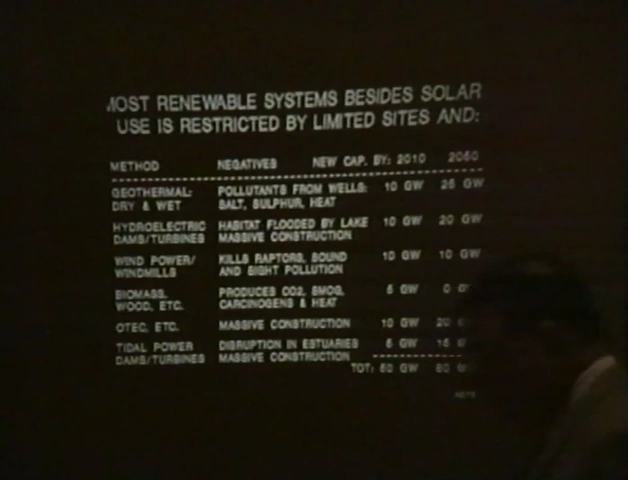 MOST RENEWABLE SYSTEMS BESIDES SOLAR
USE IS RESTRICTED BY LIMITED SITES AND:
METHOD NEGATIVES NEW CAP. BY: 2010 2050
GEOTHERMAL: POLLUTANTS FROM WELLS: 10 GW 25 GW
DRY & WET SALT, SULPHUR, HEAT
HYDROELECTRIC HABITAT FLOODED BY LAKE 10 GW 20 GW
DAMS/TURBINES MASSIVE CONSTRUCTION
WIND POWER/ KILLS RAPTORS, SOUND 10 GW 10 GW
WINDMILLS AND SIGHT POLLUTION
BIOMASS, PRODUCES CO2, SMOG, 5 GW 0
WOOD, ETC. CARCINOGENS & HEAT
OTEC, ETC. MASSIVE CONSTRUCTION 10 GW 20
TIDAL POWER DISRUPTION IN ESTUARIES 5 GW 15
DAMS/TURBINES MASSIVE CONSTRUCTION
TOT: 50 GW